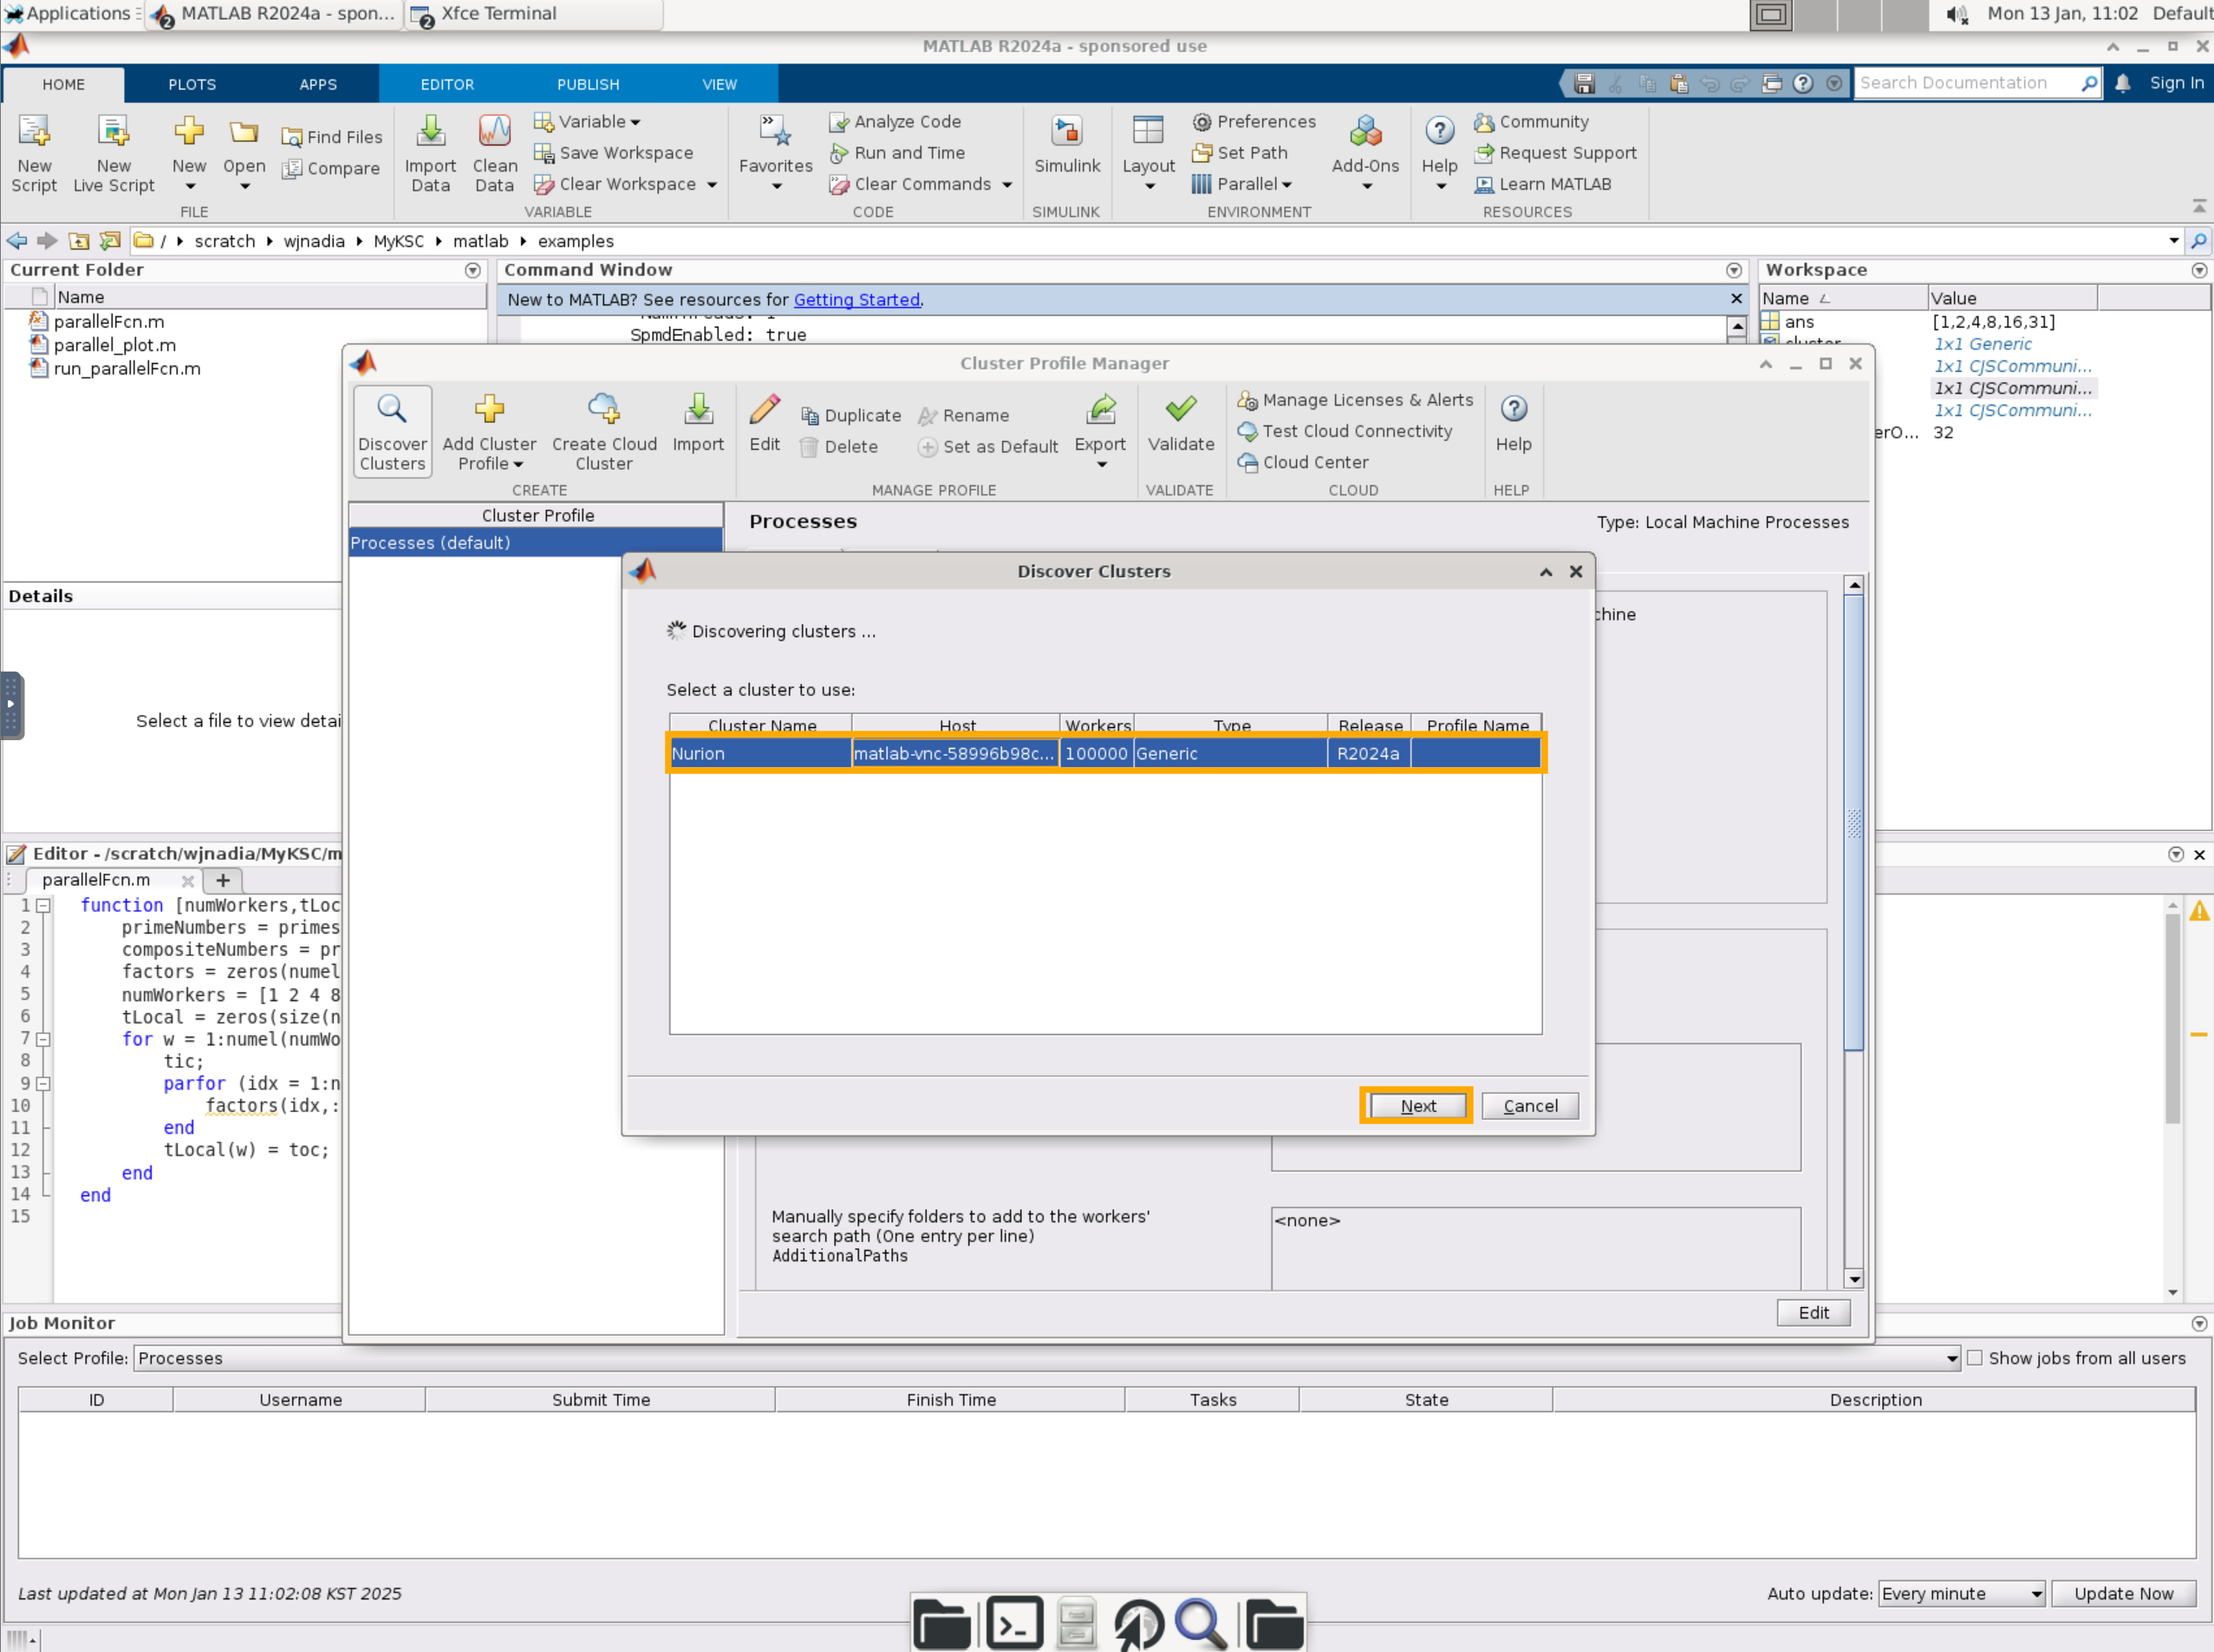 Applications
MATLAB R2024a - spon...
Xfce Terminal
Mon 13 Jan, 11:02
Default
MATLAB R2024a - sponsored use
HOME
PLOTS
APPS
EDITOR
PUBLISH
VIEW
Search Documentation
Sign In
New Script
New Live Script
New
Open
Find Files
Compare
FILE
Import Data
Clean Data
Variable
Save Workspace
Clear Workspace
VARIABLE
Favorites
Analyze Code
Run and Time
Clear Commands
CODE
Simulink
SIMULINK
Layout
Preferences
Set Path
Parallel
Add-Ons
ENVIRONMENT
Help
Community
Request Support
Learn MATLAB
RESOURCES
/ scratch wjnadia MyKSC matlab examples
Current Folder
Name
parallelFcn.m
parallel_plot.m
run_parallelFcn.m
Details
Select a file to view detai
Command Window
New to MATLAB? See resources for Getting Started.
SpmdEnabled: true
Workspace
Name Value
ans [1,2,4,8,16,31]
1x1 Generic
1x1 CJSCommuni...
1x1 CJSCommuni...
1x1 CJSCommuni...
erO... 32
Cluster Profile Manager
Discover Clusters
Add Cluster Profile
Create Cloud Cluster
Import
CREATE
Edit
Duplicate
Delete
Rename
Set as Default
Export
MANAGE PROFILE
Validate
VALIDATE
Manage Licenses & Alerts
Test Cloud Connectivity
Cloud Center
CLOUD
Help
HELP
Cluster Profile
Processes (default)
Processes
Type: Local Machine Processes
chine
Discover Clusters
Discovering clusters ...
Select a cluster to use:
Cluster Name Host Workers Type Release Profile Name
Nurion matlab-vnc-58996b98c... 100000 Generic R2024a
Next
Cancel
Manually specify folders to add to the workers'
search path (One entry per line)
AdditionalPaths
<none>
Edit
Editor - /scratch/wjnadia/MyKSC/m
parallelFcn.m
+
1 function [numWorkers,tLoc
2 primeNumbers = primes
3 compositeNumbers = pr
4 factors = zeros(numel
5 numWorkers = [1 2 4 8
6 tLocal = zeros(size(n
7 for w = 1:numel(numWo
8 tic;
9 parfor (idx = 1:n
10 factors(idx,:
11 end
12 tLocal(w) = toc;
13 end
14 end
15
Job Monitor
Select Profile: Processes
Show jobs from all users
ID Username Submit Time Finish Time Tasks State Description
Last updated at Mon Jan 13 11:02:08 KST 2025
Auto update: Every minute
Update Now